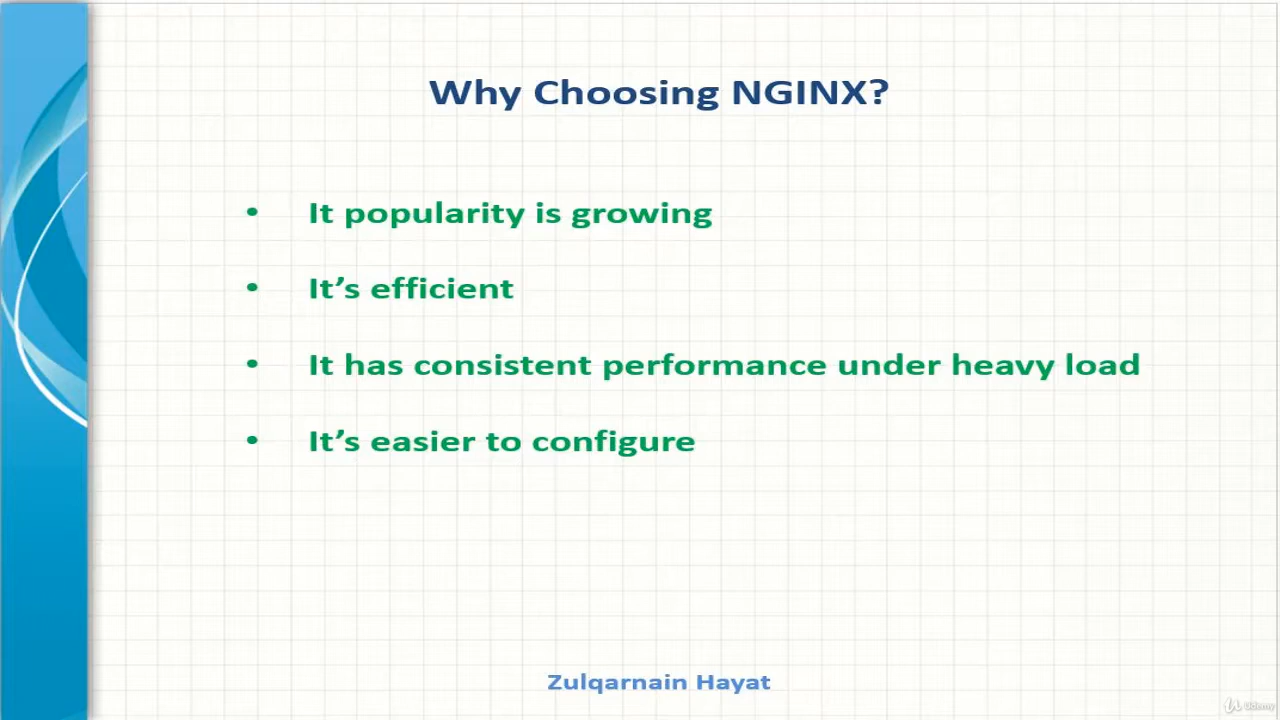 Why Choosing NGINX?
• It popularity is growing
• It’s efficient
• It has consistent performance under heavy load
• It’s easier to configure
Zulqarnain Hayat
Udemy